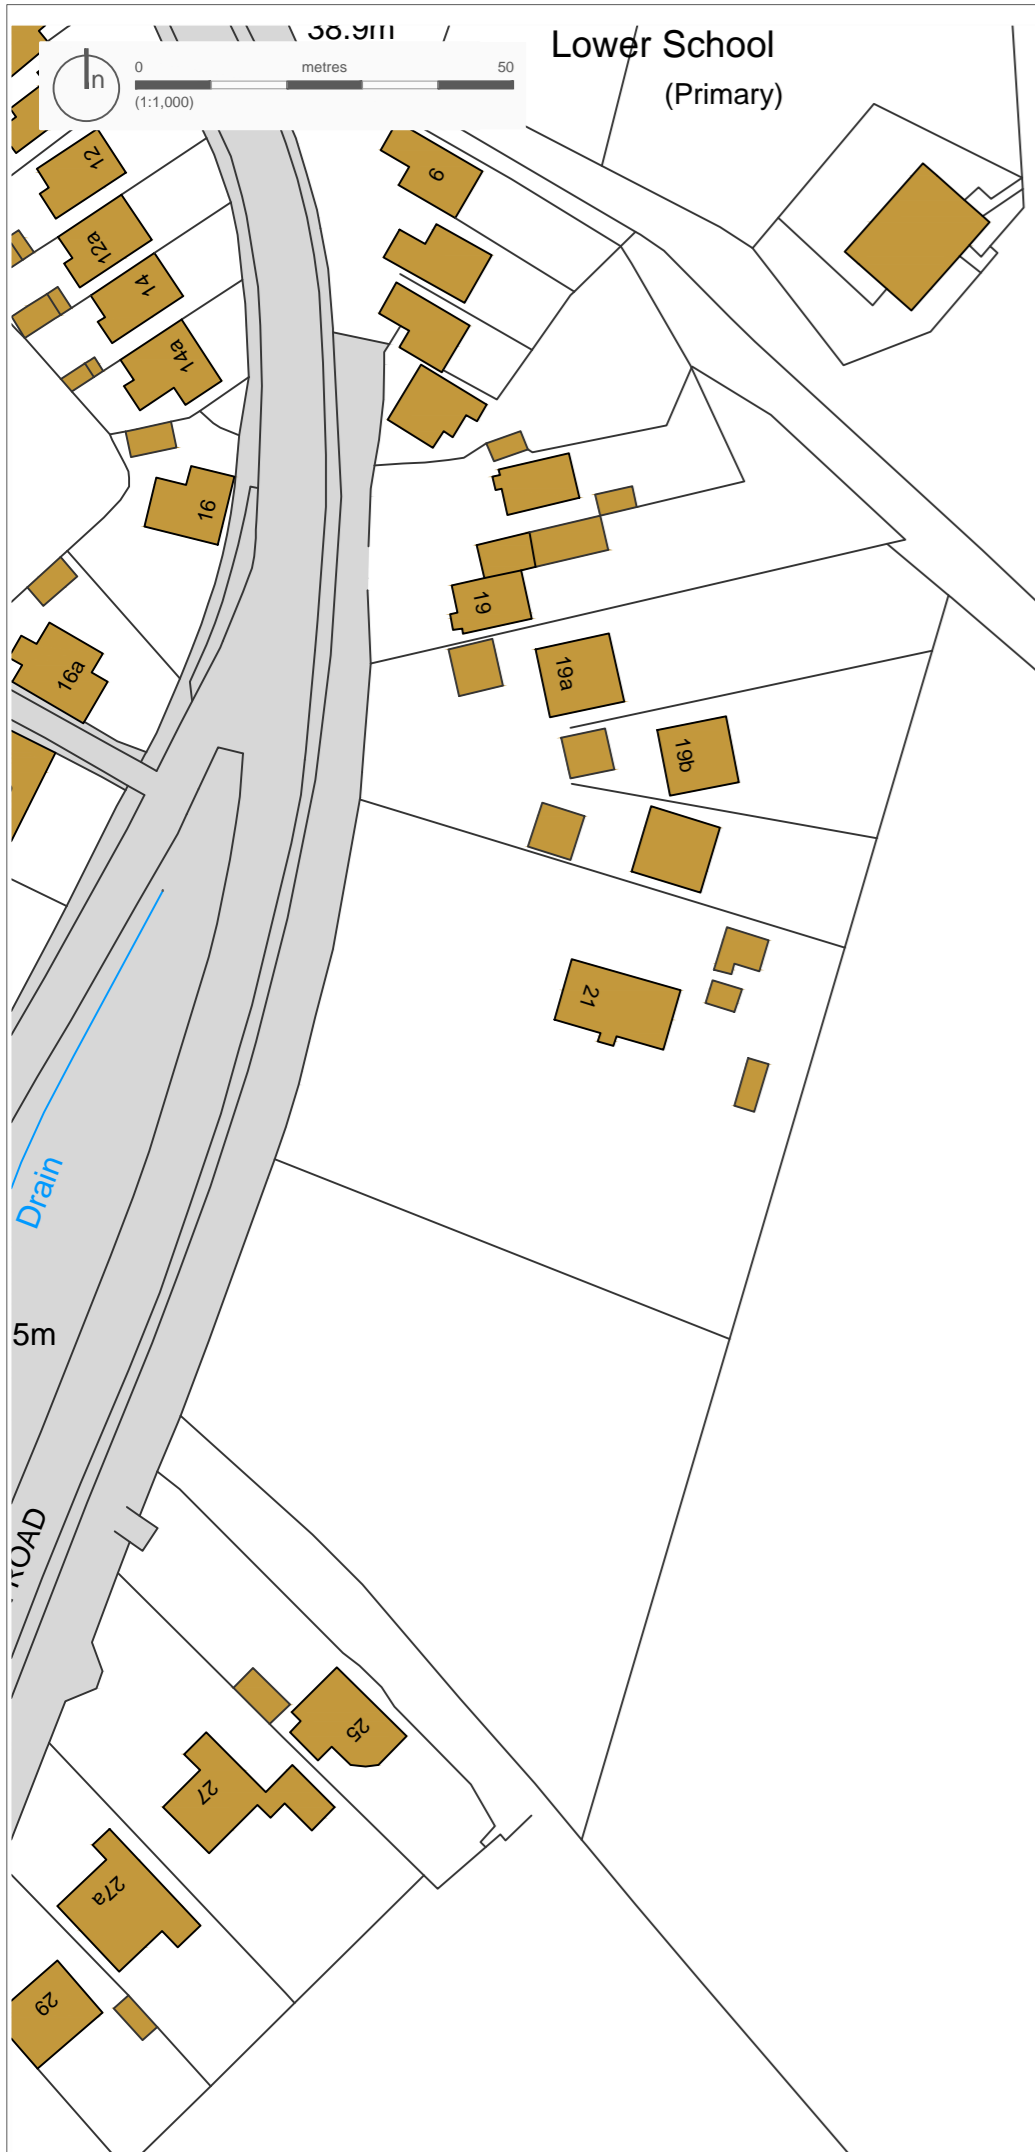 38.9m
Lower School
(Primary)
n
0 metres 50
(1:1,000)
12
9
12a
14
14a
16
19
19a
16a
19b
21
Drain
5m
ROAD
25
27
27a
29